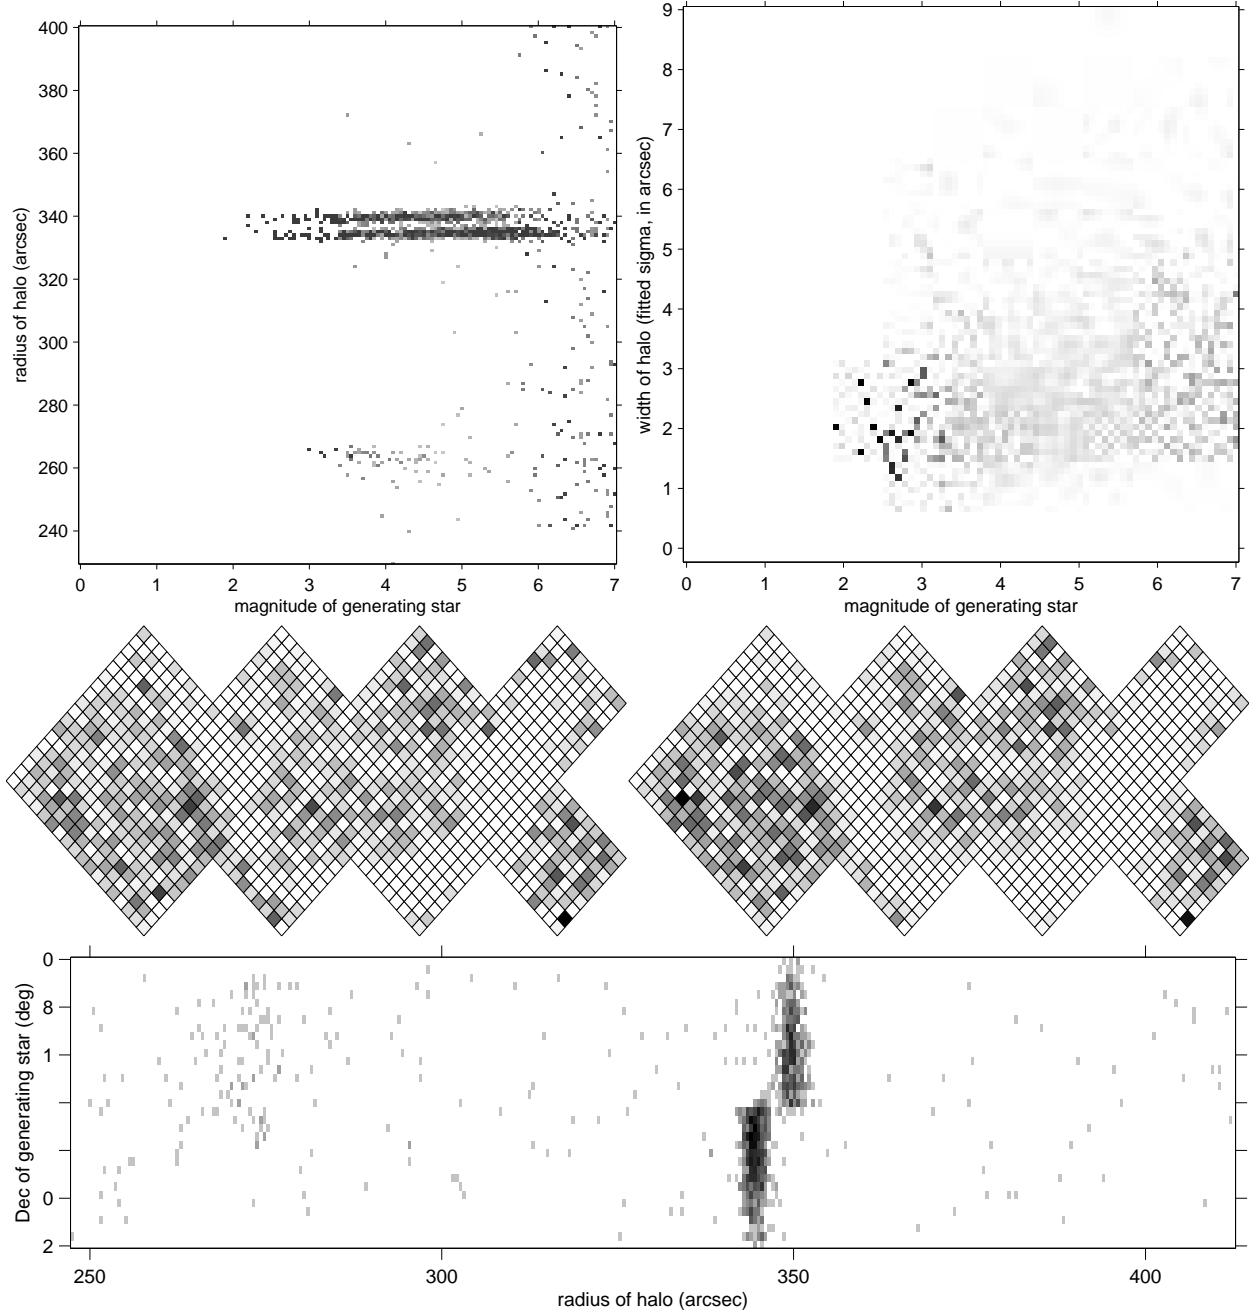 400
380
360
340
320
300
280
260
240
radius of halo (arcsec)
0 1 2 3 4 5 6 7
magnitude of generating star
9
8
7
6
5
4
3
2
1
0
width of halo (fitted sigma, in arcsec)
0 1 2 3 4 5 6 7
magnitude of generating star
0
8
1
0
2
Dec of generating star (deg)
250 300 350 400
radius of halo (arcsec)